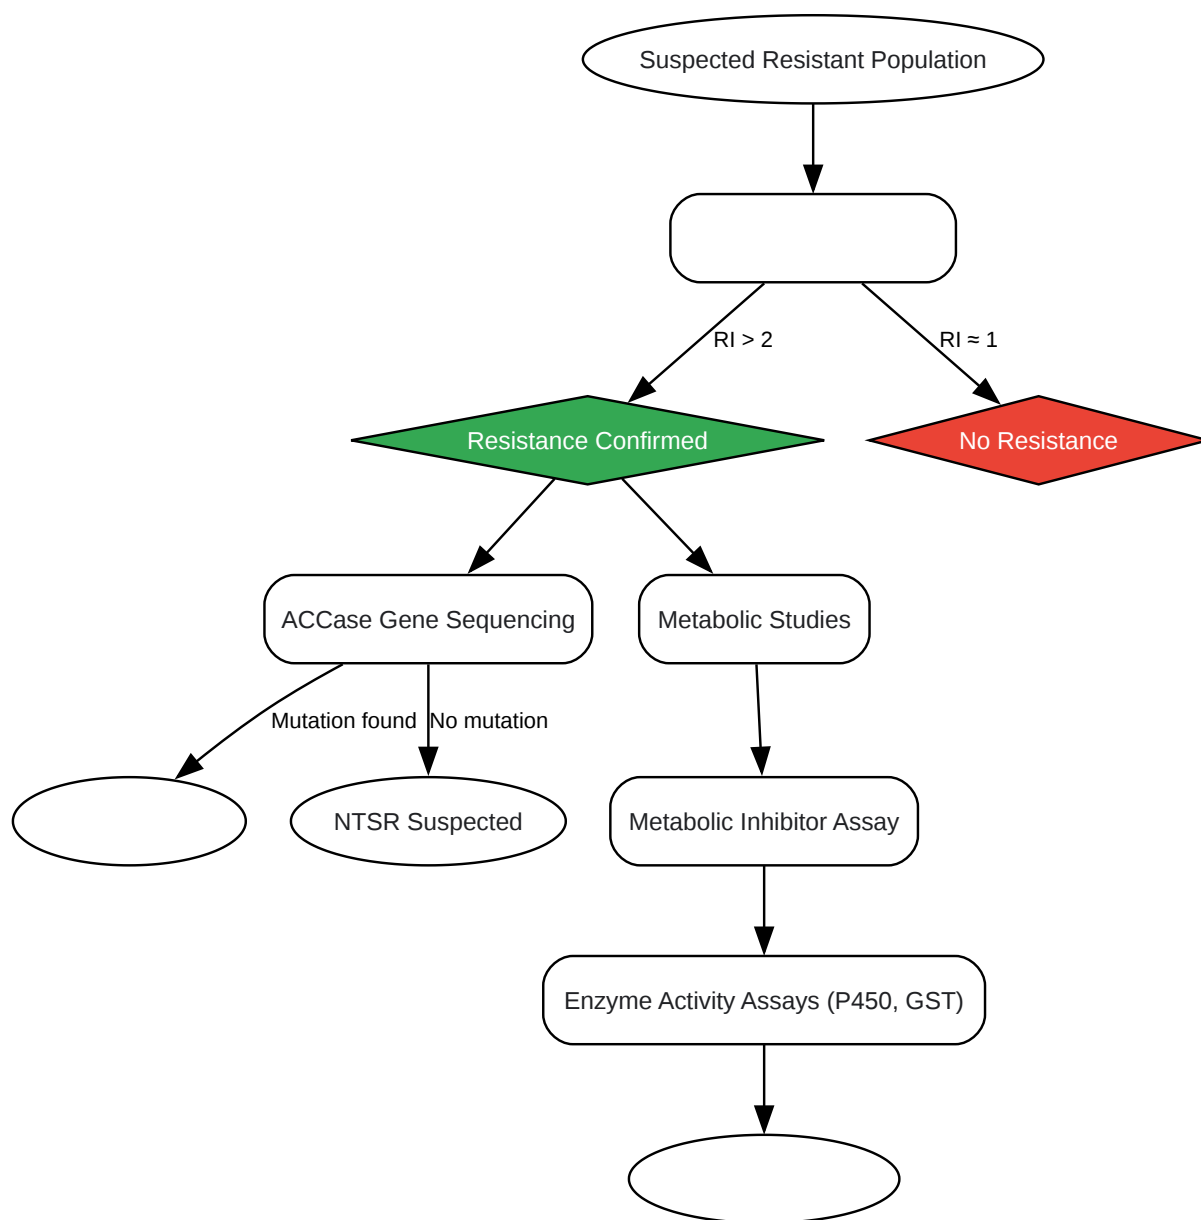 Suspected Resistant Population
RI > 2
RI ≈ 1
Resistance Confirmed
No Resistance
ACCase Gene Sequencing
Metabolic Studies
Mutation found
No mutation
NTSR Suspected
Metabolic Inhibitor Assay
Enzyme Activity Assays (P450, GST)